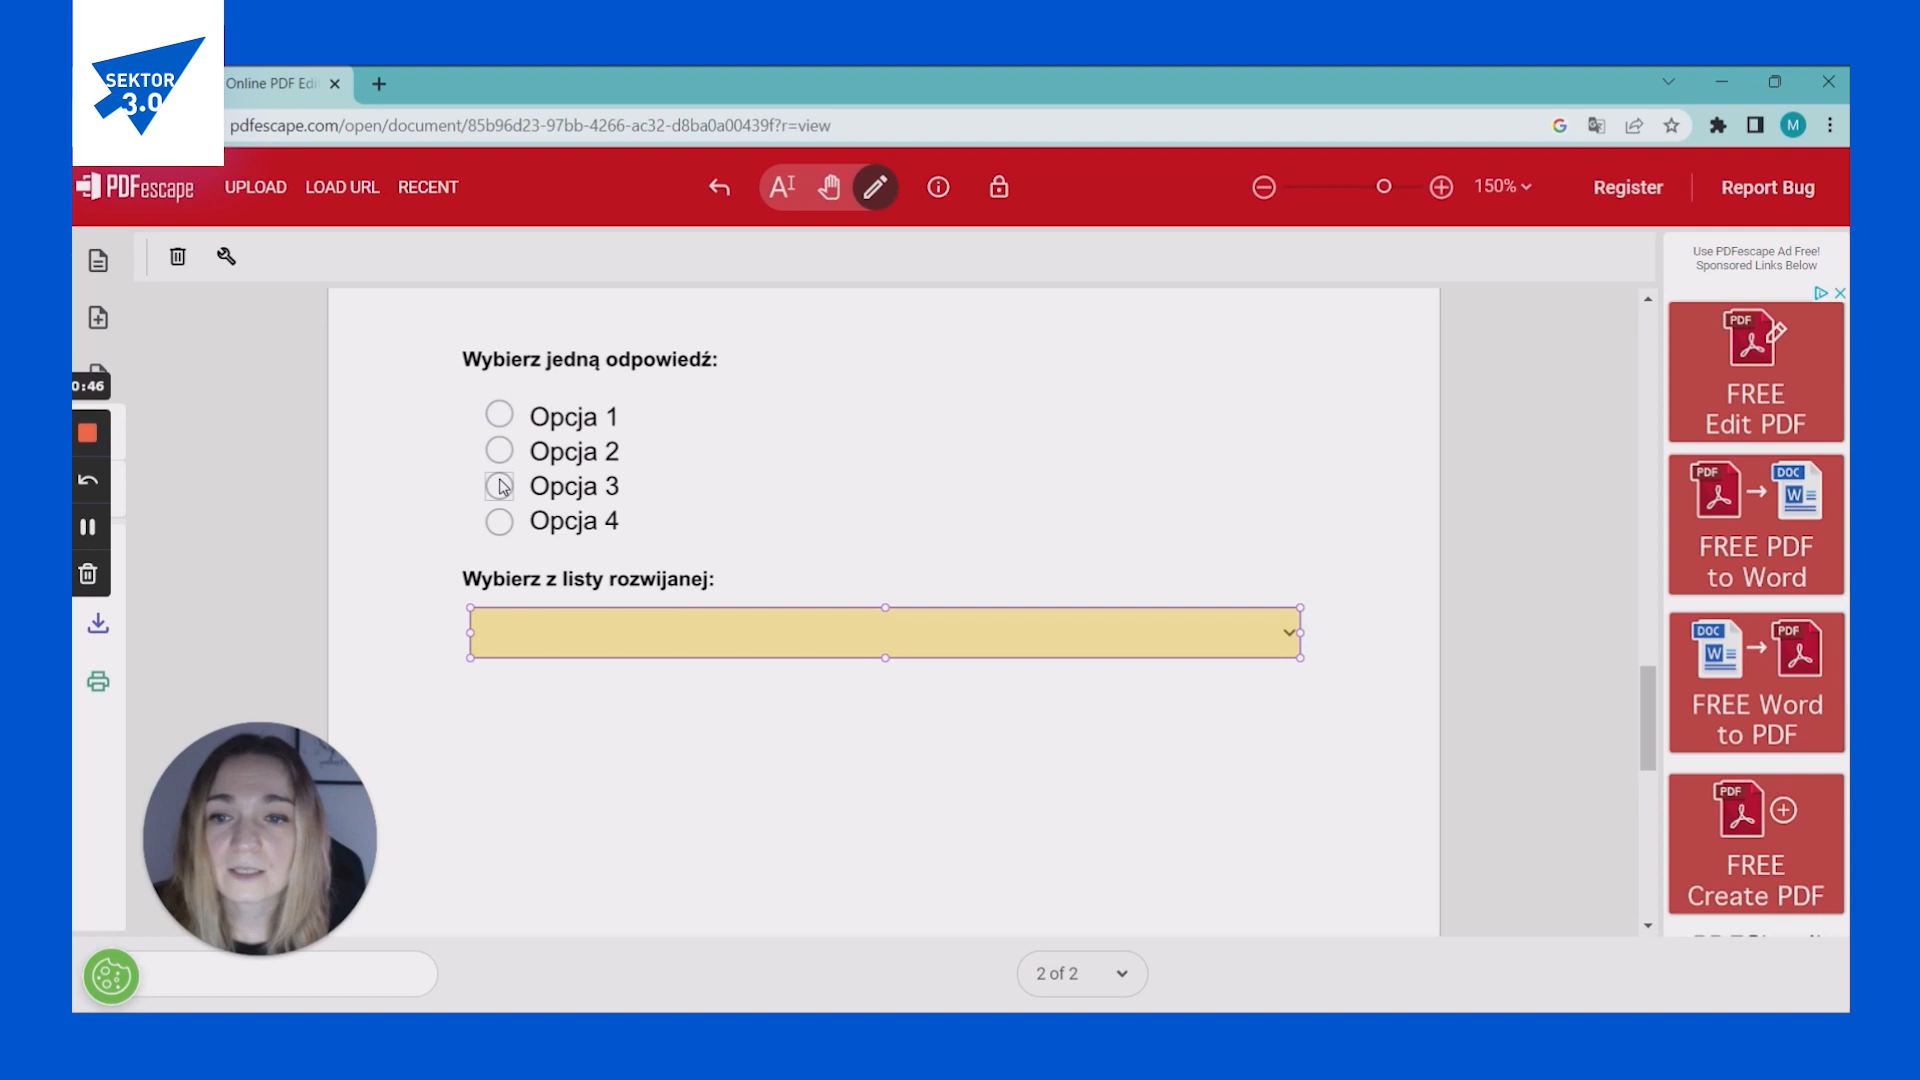 SEKTOR
3.0
Online PDF Edi
pdfescape.com/open/document/85b96d23-97bb-4266-ac32-d8ba0a00439f?r=view
M
PDFescape
UPLOAD LOAD URL RECENT
150%
Register
Report Bug
Use PDFescape Ad Free!
Sponsored Links Below
0:46
Wybierz jedną odpowiedź:
Opcja 1
Opcja 2
Opcja 3
Opcja 4
Wybierz z listy rozwijanej:
PDF
FREE
Edit PDF
PDF
DOC
W
FREE PDF
to Word
DOC
W
PDF
FREE Word
to PDF
PDF
FREE
Create PDF
2 of 2